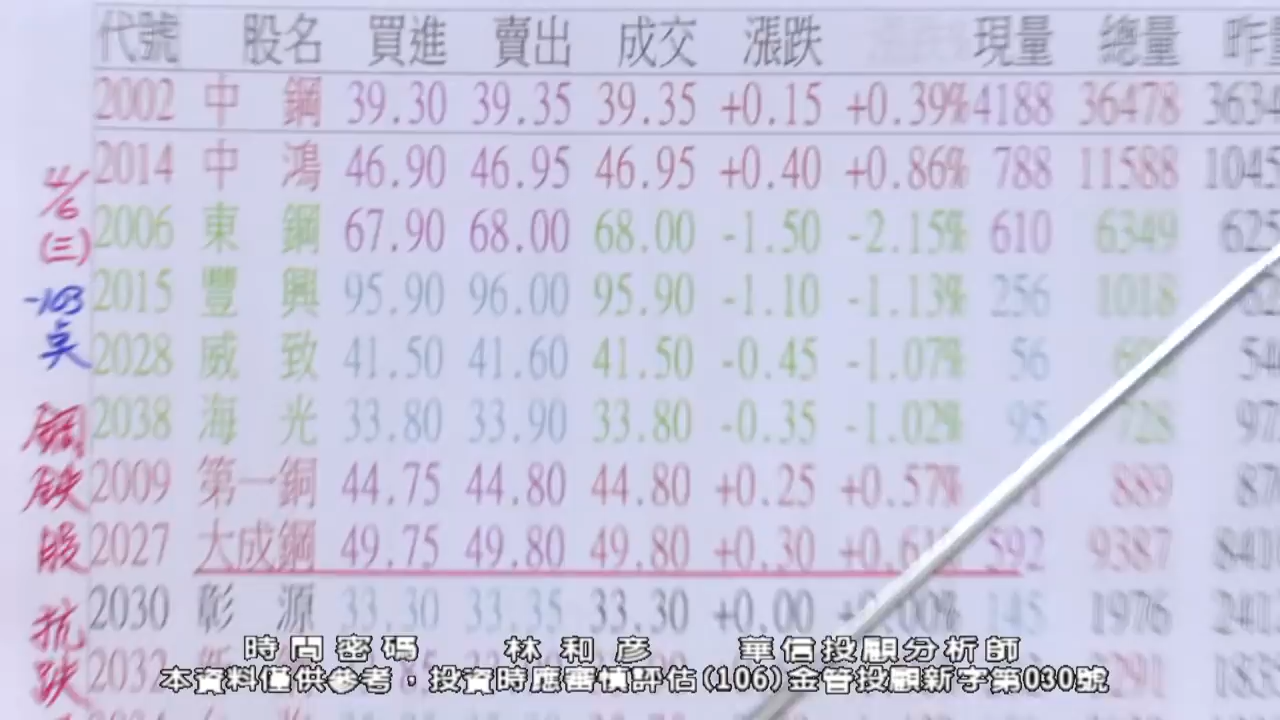 代號 股名 買進 賣出 成交 漲跌 現量 總量
2002 中鋼 39.30 39.35 39.35 +0.15 +0.39% 4188 36478 3634
2014 中鴻 46.90 46.95 46.95 +0.40 +0.86% 788 11588 1045
2006 東鋼 67.90 68.00 68.00 -1.50 -2.15% 610 6349 625
2015 豐興 95.90 96.00 95.90 -1.10 -1.13% 256 1018
2028 威致 41.50 41.60 41.50 -0.45 -1.07% 56
2038 海光 33.80 33.90 33.80 -0.35 -1.02% 95 728 97
2009 第一銅 44.75 44.80 44.80 +0.25 +0.57% 889 87
2027 大成鋼 49.75 49.80 49.80 +0.30 592 9387 841
2030 彰源 33.30 33.35 33.30 +0.00 145 1976 241
2032
4/6
(三)
-103
點
鋼
鐵
股
抗
跌
時間密碼 林和彥 華信投顧分析師
本資料僅供參考，投資時應審慎評估(106)金管投顧新字第030號